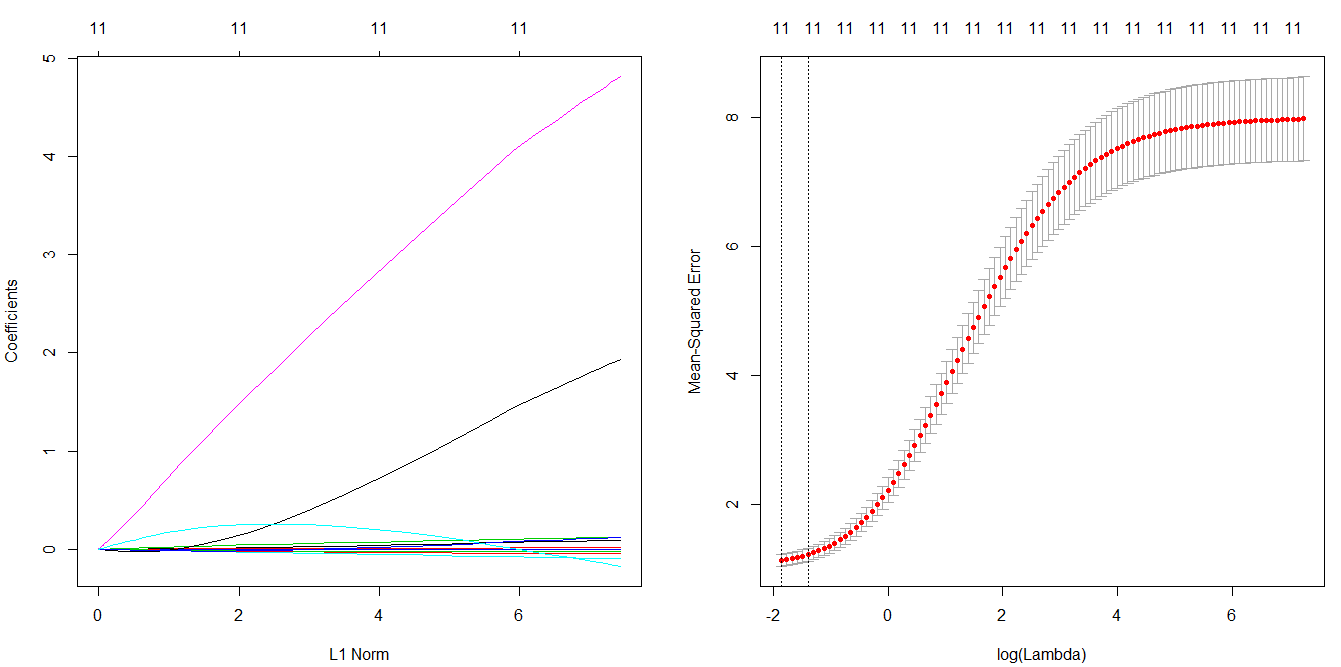 11 11 11 11
Coefficients
5
4
3
2
1
0
0 2 4 6
L1 Norm
11 11 11 11 11 11 11 11 11 11 11 11 11 11 11 11 11
Mean-Squared Error
8
6
4
2
-2 0 2 4 6
log(Lambda)